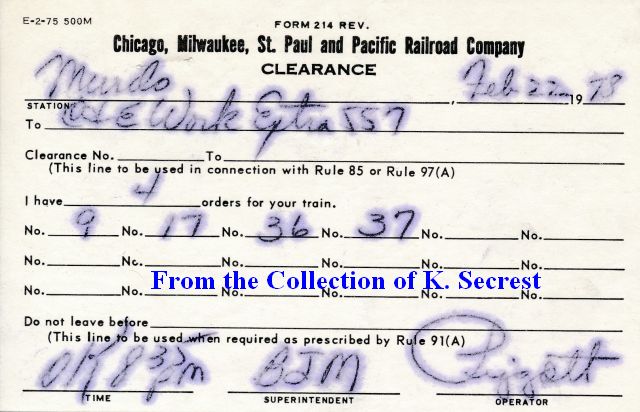 E-2-75 500M
FORM 214 REV.
Chicago, Milwaukee, St. Paul and Pacific Railroad Company
CLEARANCE
Murdo Feb 22 1978
STATION
To C&E Work Extra 557
Clearance No. To
(This line to be used in connection with Rule 85 or Rule 97(A)
I have 4 orders for your train.
No. 9 No. 17 No. 36 No. 37 No. No.
No. No. No. No. No. No.
From the Collection of K. Secrest
No. No. No. No. No. No.
Do not leave before
(This line to be used when required as prescribed by Rule 91(A)
OK 8 pm BJM Piggott
TIME SUPERINTENDENT OPERATOR